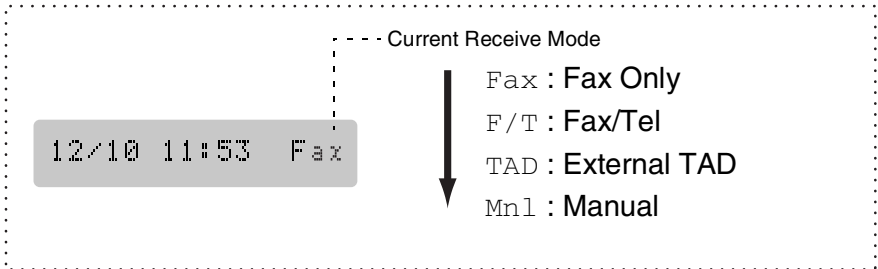 Current Receive Mode
12/10 11:53 Fax
Fax : Fax Only
F/T : Fax/Tel
TAD : External TAD
Mnl : Manual